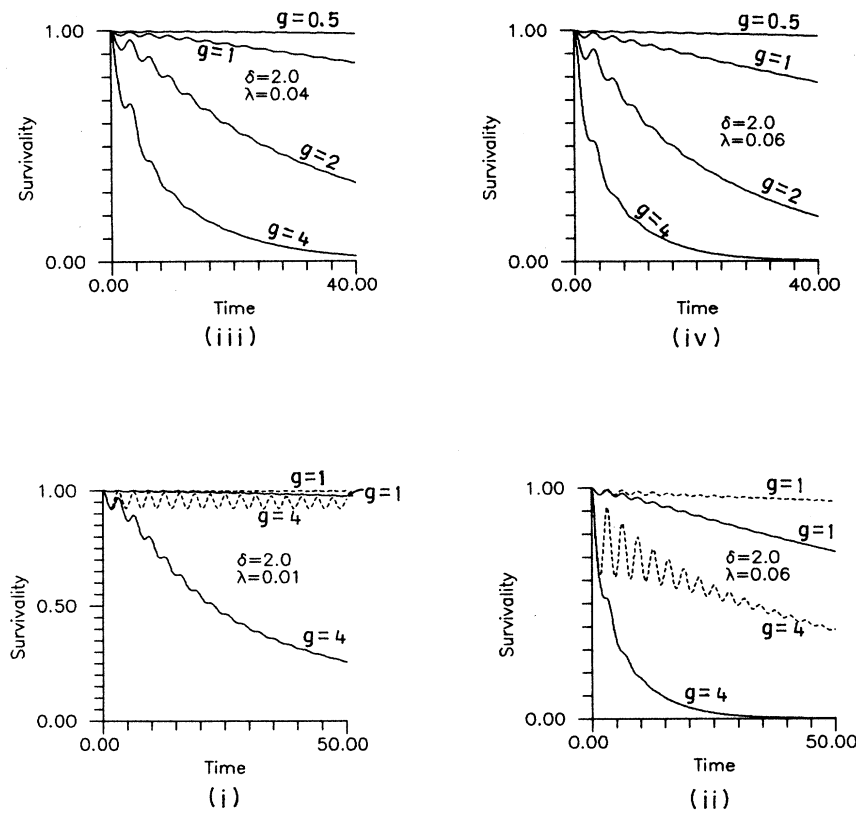 1.00
g=0.5
g=1
δ=2.0
λ=0.04
g=2
g=4
Survivality
0.00
0.00
40.00
Time
(iii)
1.00
g=0.5
g=1
δ=2.0
λ=0.06
g=2
g=4
Survivality
0.00
0.00
40.00
Time
(iv)
g=1
1.00
g=1
g=4
δ=2.0
λ=0.01
0.50
g=4
Survivality
0.00
0.00
50.00
Time
(i)
1.00
g=1
g=1
δ=2.0
λ=0.06
g=4
g=4
Survivality
0.00
0.00
50.00
Time
(ii)